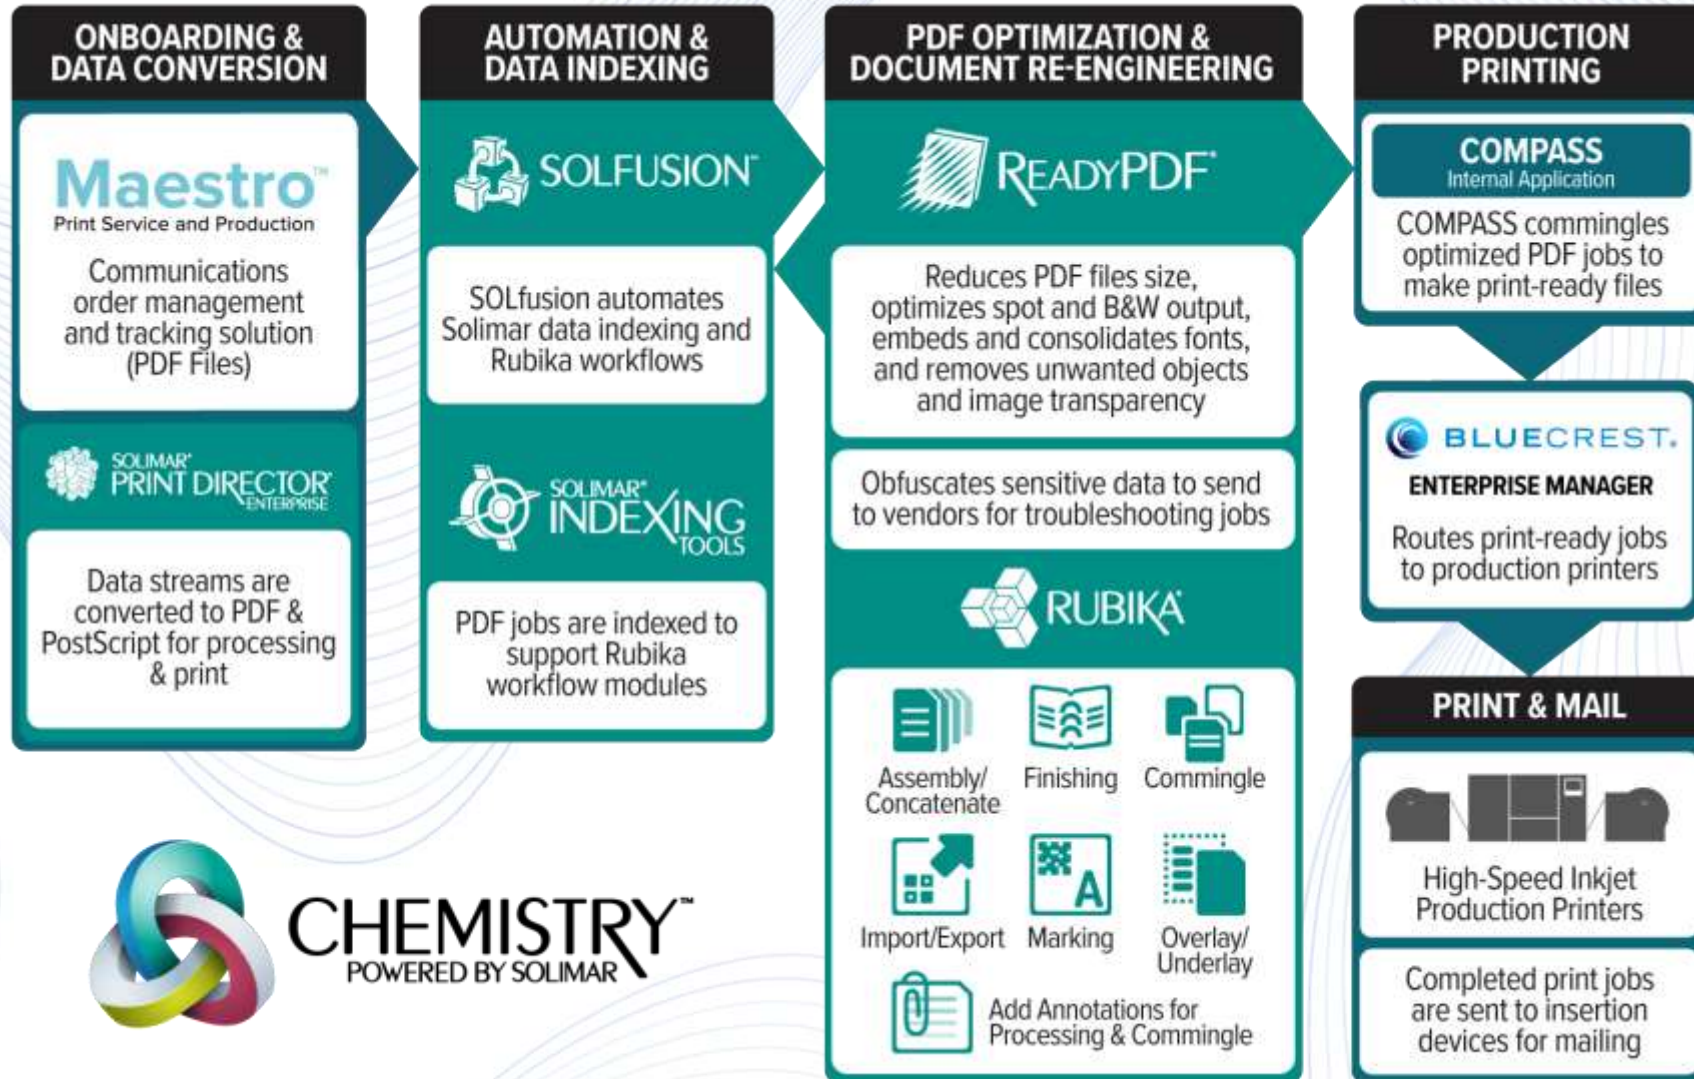 ONBOARDING &
DATA CONVERSION
Maestro™
Print Service and Production
Communications
order management
and tracking solution
(PDF Files)
SOLIMAR®
PRINT DIRECTOR®
ENTERPRISE
Data streams are
converted to PDF &
PostScript for processing
& print
AUTOMATION &
DATA INDEXING
SOLFUSION™
SOLfusion automates
Solimar data indexing and
Rubika workflows
SOLIMAR®
INDEXING
TOOLS
PDF jobs are indexed to
support Rubika
workflow modules
PDF OPTIMIZATION &
DOCUMENT RE-ENGINEERING
READYPDF®
Reduces PDF files size,
optimizes spot and B&W output,
embeds and consolidates fonts,
and removes unwanted objects
and image transparency
Obfuscates sensitive data to send
to vendors for troubleshooting jobs
RUBIKA®
Assembly/
Concatenate
Finishing
Commingle
Import/Export
A
Marking
Overlay/
Underlay
Add Annotations for
Processing & Commingle
PRODUCTION
PRINTING
COMPASS
Internal Application
COMPASS commingles
optimized PDF jobs to
make print-ready files
BLUECREST®
ENTERPRISE MANAGER
Routes print-ready jobs
to production printers
PRINT & MAIL
High-Speed Inkjet
Production Printers
Completed print jobs
are sent to insertion
devices for mailing
CHEMISTRY™
POWERED BY SOLIMAR